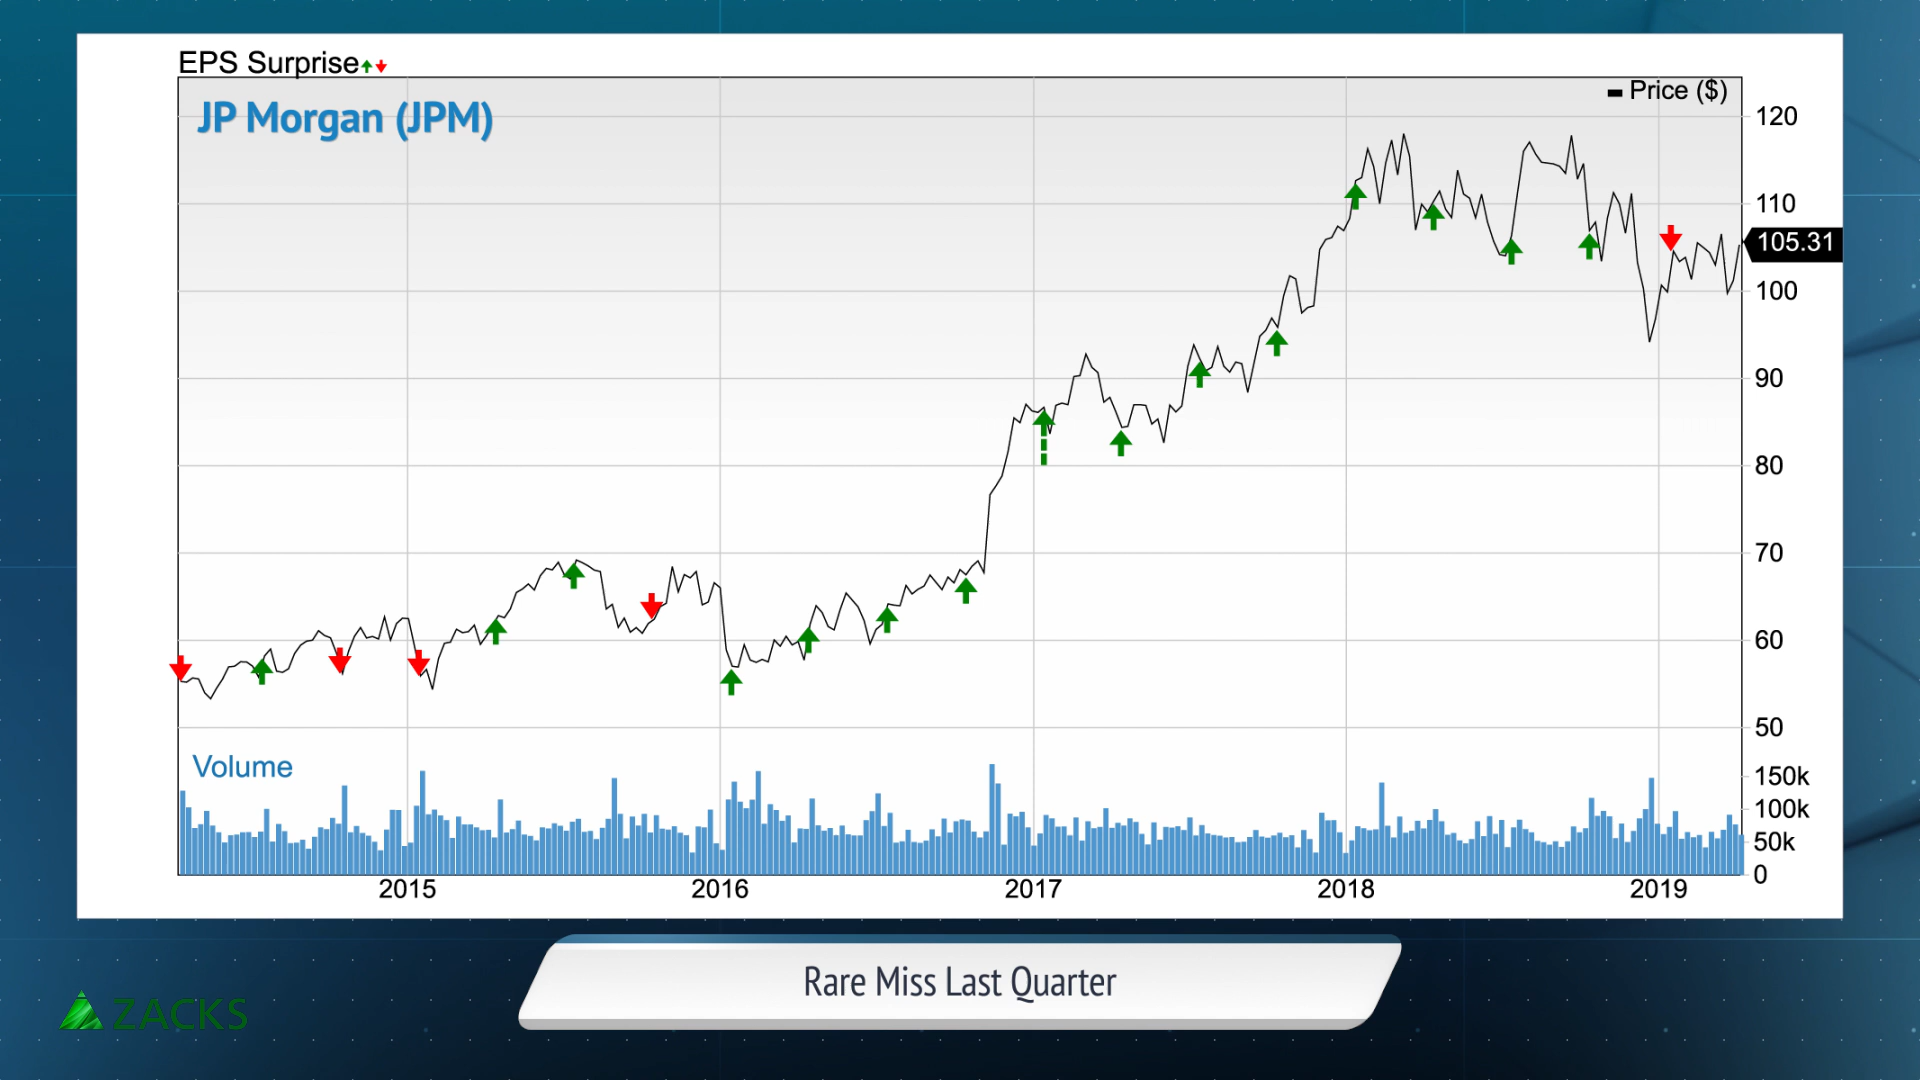 EPS Surprise
JP Morgan (JPM)
Price ($)
120
110
105.31
100
90
80
70
60
50
Volume
150k
100k
50k
0
2015 2016 2017 2018 2019
Rare Miss Last Quarter
ZACKS